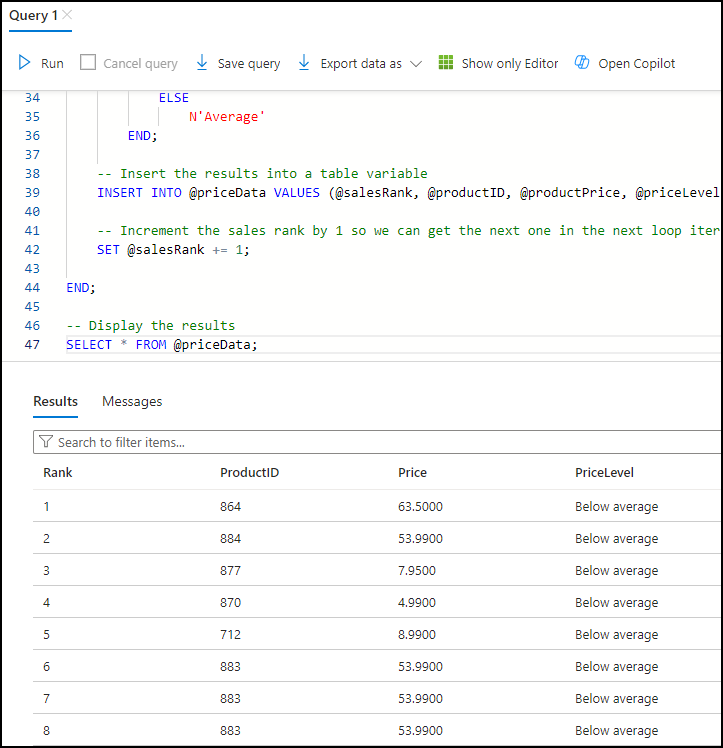 Query 1
Run Cancel query Save query Export data as Show only Editor Open Copilot
34 ELSE
35 N'Average'
36 END;
37
38 -- Insert the results into a table variable
39 INSERT INTO @priceData VALUES (@salesRank, @productID, @productPrice, @priceLevel
40
41 -- Increment the sales rank by 1 so we can get the next one in the next loop iter
42 SET @salesRank += 1;
43
44 END;
45
46 -- Display the results
47 SELECT * FROM @priceData;
Results Messages
Search to filter items...
Rank ProductID Price PriceLevel
1 864 63.5000 Below average
2 884 53.9900 Below average
3 877 7.9500 Below average
4 870 4.9900 Below average
5 712 8.9900 Below average
6 883 53.9900 Below average
7 883 53.9900 Below average
8 883 53.9900 Below average